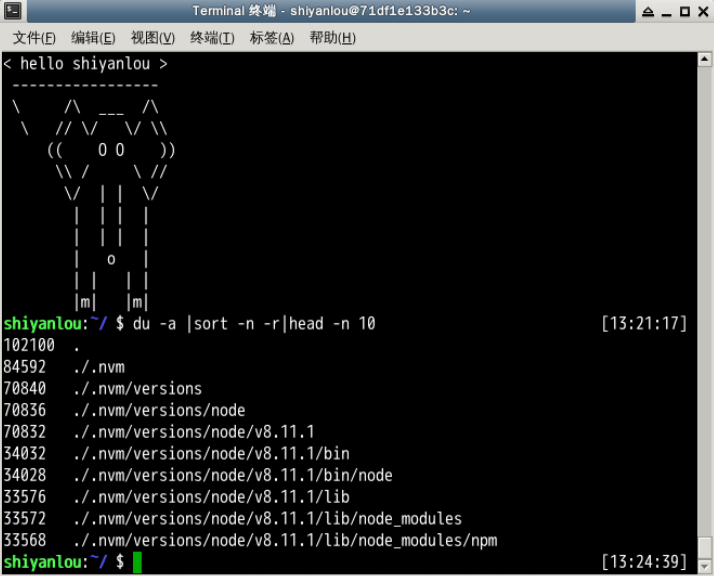 Terminal 终端 - shiyanlou@71df1e133b3c: ~
文件(F) 编辑(E) 视图(V) 终端(T) 标签(A) 帮助(H)
< hello shiyanlou >
 -----------------
 \     /\  ___  /\
  \   // \/   \/ \\
     ((    O O    ))
      \\ /     \ //
       \/  | |  \/
        |  | |  |
        |  | |  |
        |   o   |
        | |   | |
        |m|   |m|
shiyanlou:~/ $ du -a |sort -n -r|head -n 10 [13:21:17]
102100  .
84592   ./.nvm
70840   ./.nvm/versions
70836   ./.nvm/versions/node
70832   ./.nvm/versions/node/v8.11.1
34032   ./.nvm/versions/node/v8.11.1/bin
34028   ./.nvm/versions/node/v8.11.1/bin/node
33576   ./.nvm/versions/node/v8.11.1/lib
33572   ./.nvm/versions/node/v8.11.1/lib/node_modules
33568   ./.nvm/versions/node/v8.11.1/lib/node_modules/npm
shiyanlou:~/ $ [13:24:39]